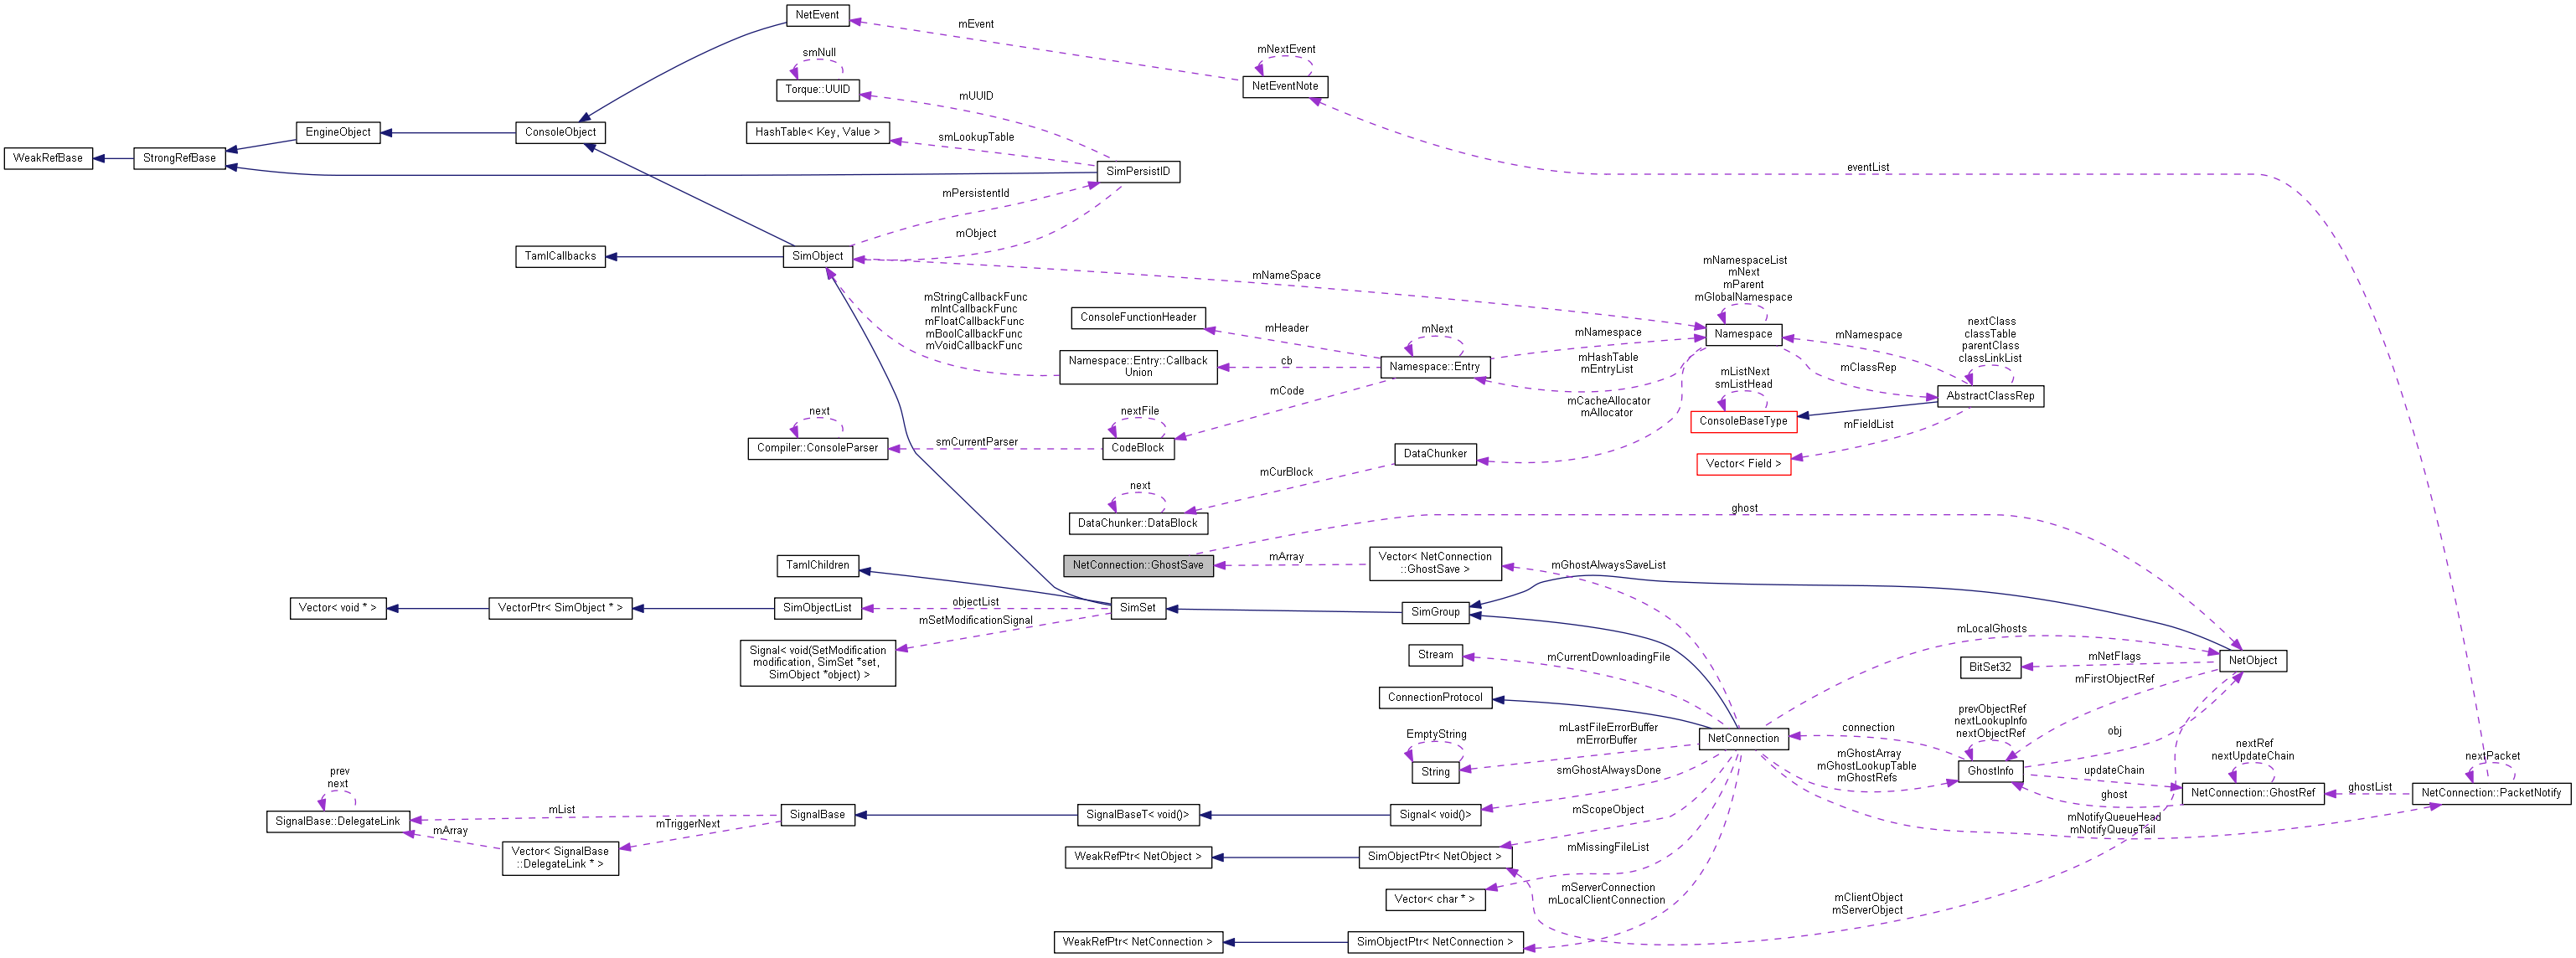 NetEvent
mEvent
smNull
mNextEvent
Torque::UUID
NetEventNote
mUUID
EngineObject
ConsoleObject
HashTable< Key, Value >
smLookupTable
WeakRefBase
StrongRefBase
SimPersistID
eventList
mPersistentId
mObject
TamlCallbacks
SimObject
mNameSpace
mNamespaceList
mNext
mParent
mGlobalNamespace
mStringCallbackFunc
mIntCallbackFunc
mFloatCallbackFunc
mBoolCallbackFunc
mVoidCallbackFunc
ConsoleFunctionHeader
mHeader
mNext
mNamespace
Namespace
mNamespace
nextClass
classTable
parentClass
classLinkList
Namespace::Entry::Callback
Union
cb
Namespace::Entry
mHashTable
mEntryList
mClassRep
mListNext
smListHead
AbstractClassRep
mCode
mCacheAllocator
mAllocator
ConsoleBaseType
mFieldList
next
nextFile
Compiler::ConsoleParser
smCurrentParser
CodeBlock
DataChunker
Vector< Field >
mCurBlock
next
DataChunker::DataBlock
ghost
TamlChildren
NetConnection::GhostSave
mArray
Vector< NetConnection
::GhostSave >
mGhostAlwaysSaveList
Vector< void * >
VectorPtr< SimObject * >
SimObjectList
objectList
mSetModificationSignal
SimSet
SimGroup
mLocalGhosts
Signal< void(SetModification
modification, SimSet *set,
SimObject *object) >
Stream
mCurrentDownloadingFile
BitSet32
mNetFlags
NetObject
mFirstObjectRef
ConnectionProtocol
EmptyString
String
mLastFileErrorBuffer
mErrorBuffer
NetConnection
connection
prevObjectRef
nextLookupInfo
nextObjectRef
obj
nextRef
nextUpdateChain
nextPacket
smGhostAlwaysDone
mGhostArray
mGhostLookupTable
mGhostRefs
GhostInfo
updateChain
ghost
NetConnection::GhostRef
ghostList
NetConnection::PacketNotify
prev
next
SignalBase::DelegateLink
mList
mArray
mTriggerNext
Vector< SignalBase
::DelegateLink * >
SignalBase
SignalBaseT< void()>
Signal< void()>
mScopeObject
mNotifyQueueHead
mNotifyQueueTail
WeakRefPtr< NetObject >
SimObjectPtr< NetObject >
mMissingFileList
Vector< char * >
mServerConnection
mLocalClientConnection
mClientObject
mServerObject
WeakRefPtr< NetConnection >
SimObjectPtr< NetConnection >